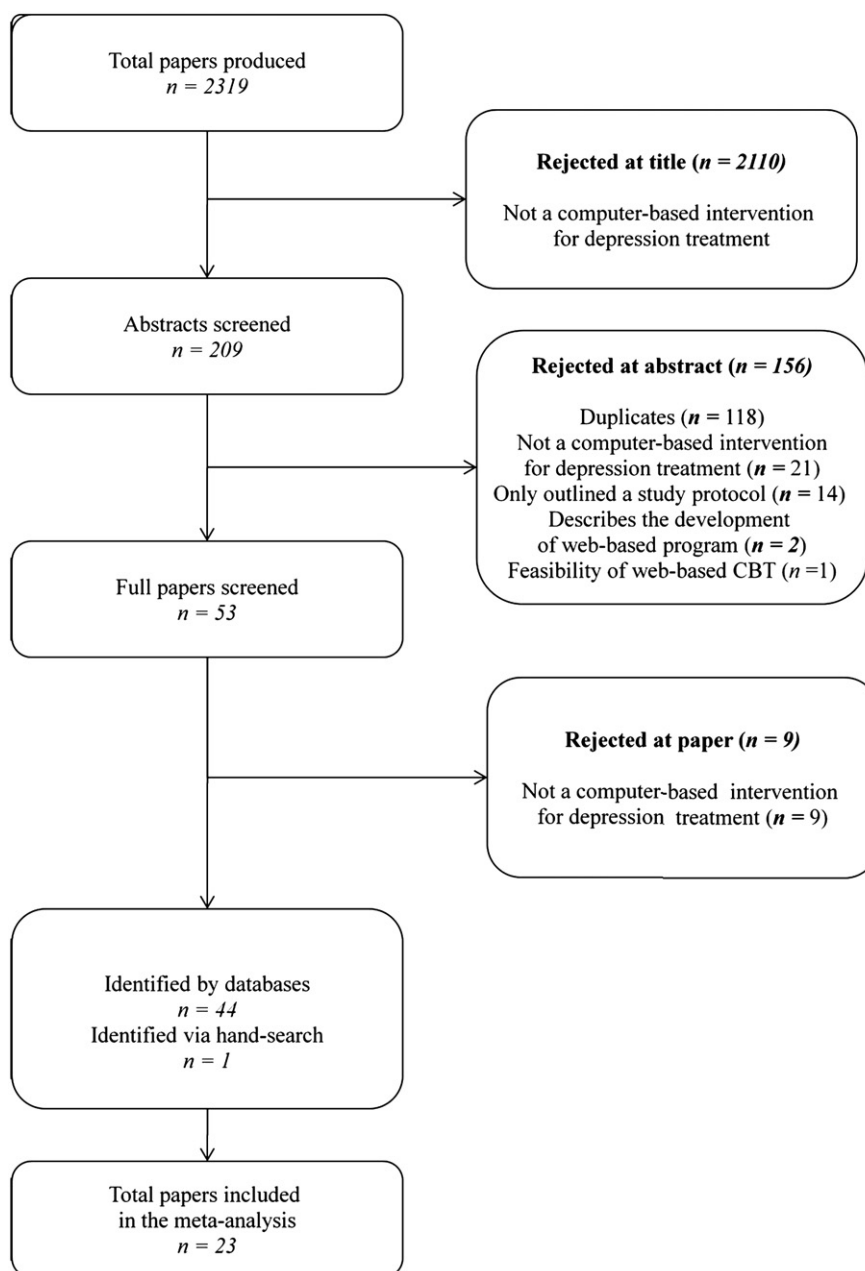 Total papers produced
n = 2319
Rejected at title (n = 2110)
Not a computer-based intervention
for depression treatment
Abstracts screened
n = 209
Rejected at abstract (n = 156)
Duplicates (n = 118)
Not a computer-based intervention
for depression treatment (n = 21)
Only outlined a study protocol (n = 14)
Describes the development
of web-based program (n = 2)
Feasibility of web-based CBT (n =1)
Full papers screened
n = 53
Rejected at paper (n = 9)
Not a computer-based intervention
for depression treatment (n = 9)
Identified by databases
n = 44
Identified via hand-search
n = 1
Total papers included
in the meta-analysis
n = 23